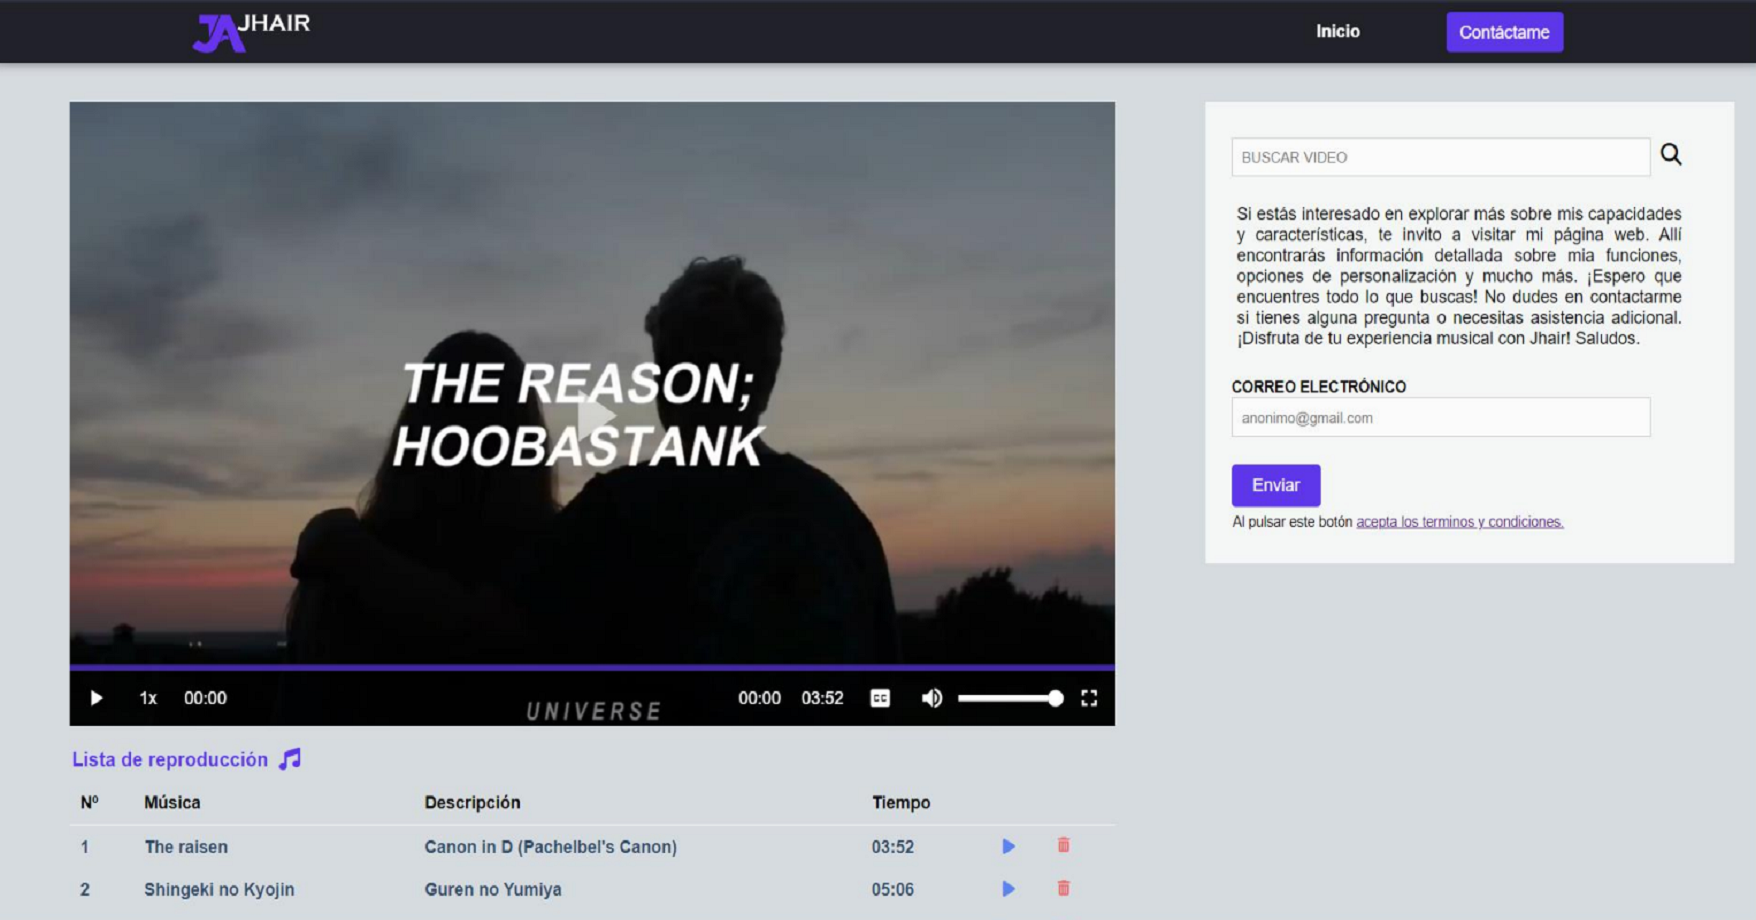 JA JHAIR
Inicio
Contáctame
THE REASON;
HOOBASTANK
1x 00:00
UNIVERSE
00:00 03:52 CC
BUSCAR VIDEO
Si estás interesado en explorar más sobre mis capacidades
y características, te invito a visitar mi página web. Allí
encontrarás información detallada sobre mia funciones,
opciones de personalización y mucho más. ¡Espero que
encuentres todo lo que buscas! No dudes en contactarme
si tienes alguna pregunta o necesitas asistencia adicional.
¡Disfruta de tu experiencia musical con Jhair! Saludos.
CORREO ELECTRÓNICO
anonimo@gmail.com
Enviar
Al pulsar este botón acepta los terminos y condiciones.
Lista de reproducción
Nº Música Descripción Tiempo
1 The raisen Canon in D (Pachelbel's Canon) 03:52
2 Shingeki no Kyojin Guren no Yumiya 05:06